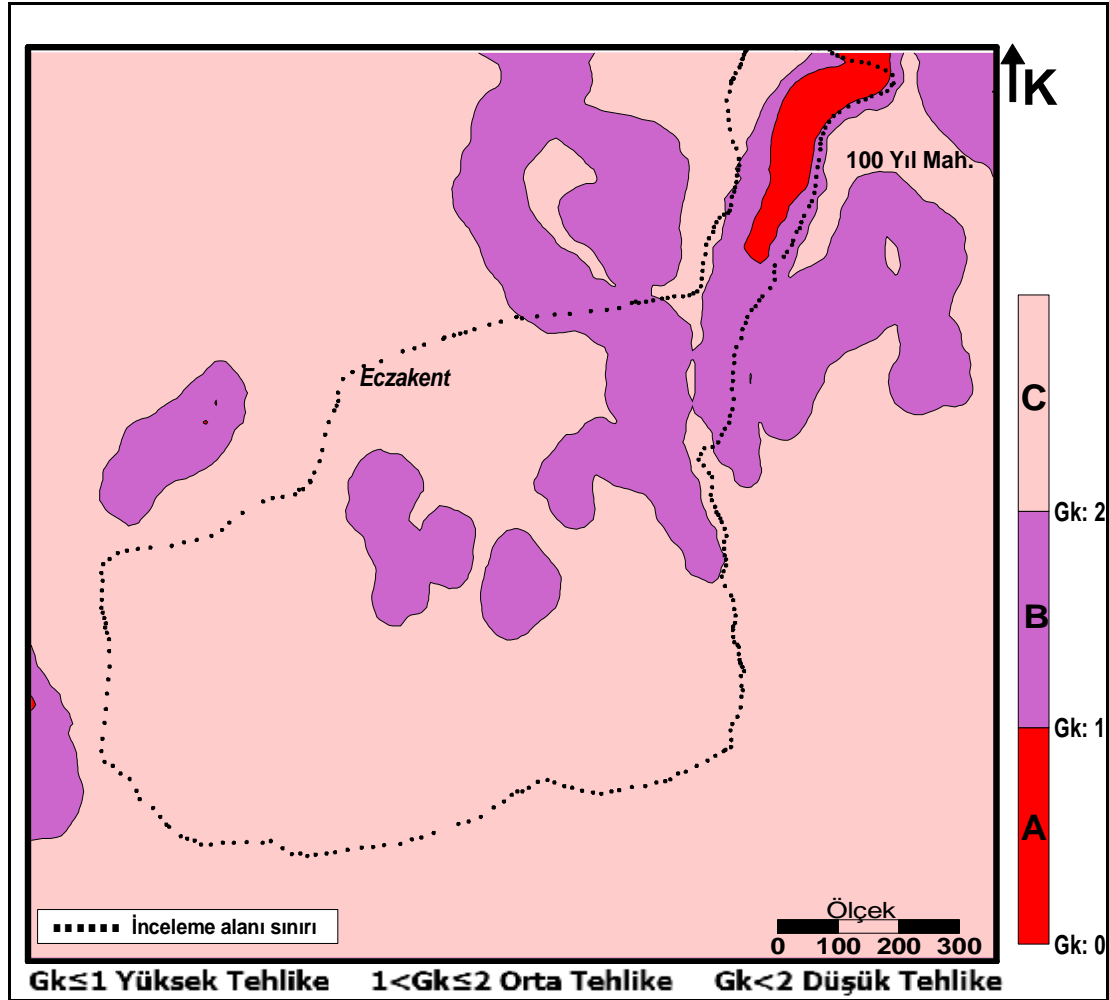 K
100 Yıl Mah.
Eczakent
C
Gk: 2
B
Gk: 1
A
Gk: 0
İnceleme alanı sınırı
Ölçek
0 100 200 300
Gk≤1 Yüksek Tehlike 1<Gk≤2 Orta Tehlike Gk<2 Düşük Tehlike